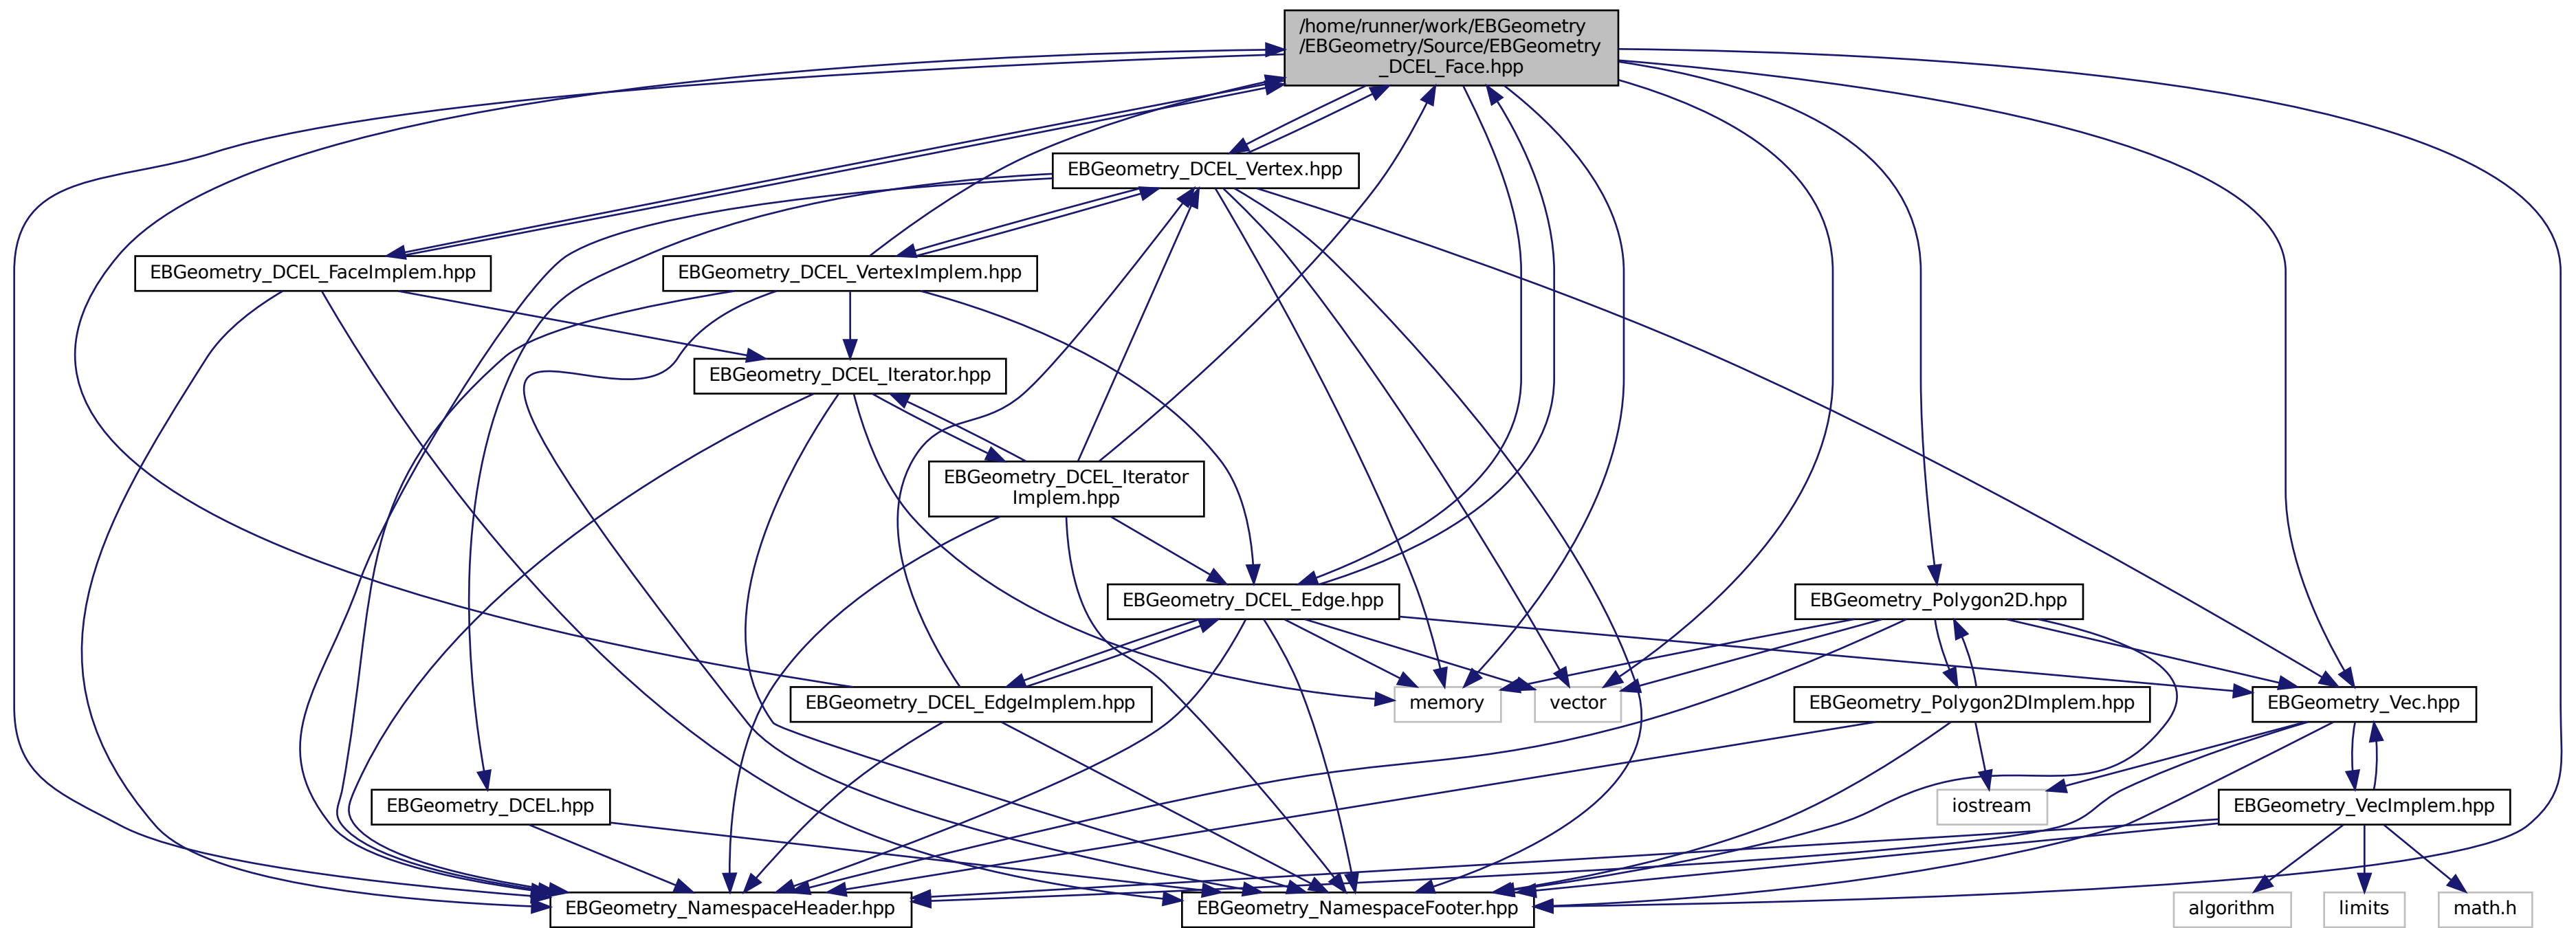 /home/runner/work/EBGeometry
/EBGeometry/Source/EBGeometry
_DCEL_Face.hpp
EBGeometry_DCEL_Vertex.hpp
EBGeometry_DCEL_FaceImplem.hpp
EBGeometry_DCEL_VertexImplem.hpp
EBGeometry_DCEL_Iterator.hpp
EBGeometry_DCEL_Iterator
Implem.hpp
EBGeometry_DCEL_Edge.hpp
EBGeometry_Polygon2D.hpp
EBGeometry_DCEL_EdgeImplem.hpp
memory
vector
EBGeometry_Polygon2DImplem.hpp
EBGeometry_Vec.hpp
EBGeometry_DCEL.hpp
iostream
EBGeometry_VecImplem.hpp
EBGeometry_NamespaceHeader.hpp
EBGeometry_NamespaceFooter.hpp
algorithm
limits
math.h